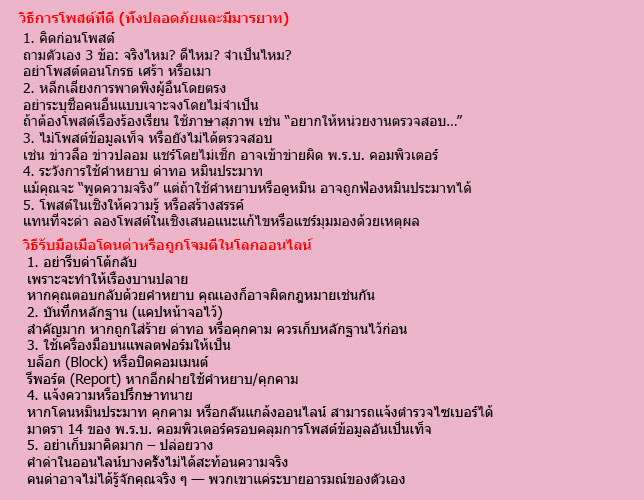 วิธีการโพสต์ที่ดี (ทั้งปลอดภัยและมีมารยาท)
1. คิดก่อนโพสต์
ถามตัวเอง 3 ข้อ: จริงไหม? ดีไหม? จำเป็นไหม?
อย่าโพสต์ตอนโกรธ เศร้า หรือเมา
2. หลีกเลี่ยงการพาดพิงผู้อื่นโดยตรง
อย่าระบุชื่อคนอื่นแบบเจาะจงโดยไม่จำเป็น
ถ้าต้องโพสต์เรื่องร้องเรียน ใช้ภาษาสุภาพ เช่น “อยากให้หน่วยงานตรวจสอบ...”
3. ไม่โพสต์ข้อมูลเท็จ หรือยังไม่ได้ตรวจสอบ
เช่น ข่าวลือ ข่าวปลอม แชร์โดยไม่เช็ก อาจเข้าข่ายผิด พ.ร.บ. คอมพิวเตอร์
4. ระวังการใช้คำหยาบ ด่าทอ หมิ่นประมาท
แม้คุณจะ “พูดความจริง” แต่ถ้าใช้คำหยาบหรือดูหมิ่น อาจถูกฟ้องหมิ่นประมาทได้
5. โพสต์ในเชิงให้ความรู้ หรือสร้างสรรค์
แทนที่จะด่า ลองโพสต์ในเชิงเสนอแนะแก้ไขหรือแชร์มุมมองด้วยเหตุผล
วิธีรับมือเมื่อโดนด่าหรือถูกโจมตีในโลกออนไลน์
1. อย่ารีบด่าโต้กลับ
เพราะจะทำให้เรื่องบานปลาย
หากคุณตอบกลับด้วยคำหยาบ คุณเองก็อาจผิดกฎหมายเช่นกัน
2. บันทึกหลักฐาน (แคปหน้าจอไว้)
สำคัญมาก หากถูกใส่ร้าย ด่าทอ หรือคุกคาม ควรเก็บหลักฐานไว้ก่อน
3. ใช้เครื่องมือบนแพลตฟอร์มให้เป็น
บล็อก (Block) หรือปิดคอมเมนต์
รีพอร์ต (Report) หากอีกฝ่ายใช้คำหยาบ/คุกคาม
4. แจ้งความหรือปรึกษาทนาย
หากโดนหมิ่นประมาท คุกคาม หรือกลั่นแกล้งออนไลน์ สามารถแจ้งตำรวจไซเบอร์ได้
มาตรา 14 ของ พ.ร.บ. คอมพิวเตอร์ครอบคลุมการโพสต์ข้อมูลอันเป็นเท็จ
5. อย่าเก็บมาคิดมาก – ปล่อยวาง
คำด่าในออนไลน์บางครั้งไม่ได้สะท้อนความจริง
คนด่าอาจไม่ได้รู้จักคุณจริง ๆ — พวกเขาแค่ระบายอารมณ์ของตัวเอง